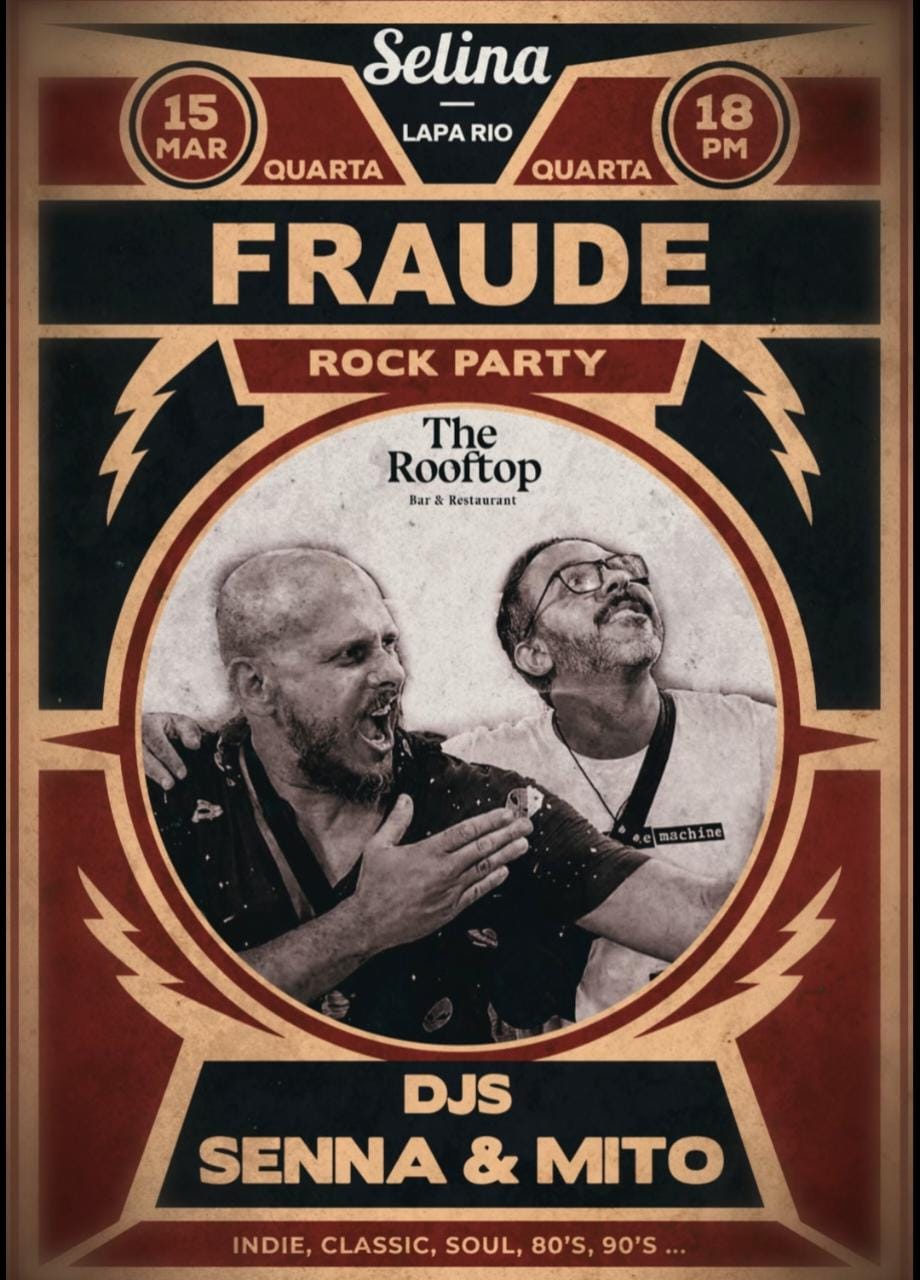 Selina
LAPA RIO
15
MAR
QUARTA
QUARTA
18
PM
FRAUDE
ROCK PARTY
The
Rooftop
Bar & Restaurant
machine
DJS
SENNA & MITO
INDIE, CLASSIC, SOUL, 80'S, 90'S ...